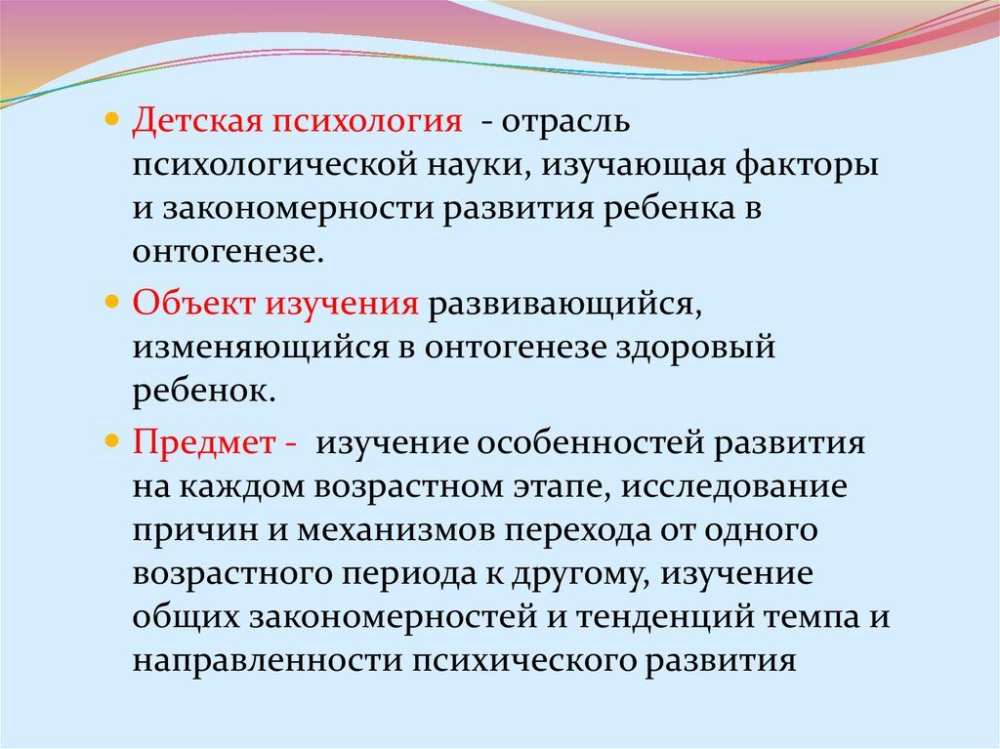 Детская психология - отрасль
психологической науки, изучающая факторы
и закономерности развития ребенка в
онтогенезе.
Объект изучения развивающийся,
изменяющийся в онтогенезе здоровый
ребенок.
Предмет - изучение особенностей развития
на каждом возрастном этапе, исследование
причин и механизмов перехода от одного
возрастного периода к другому, изучение
общих закономерностей и тенденций темпа и
направленности психического развития